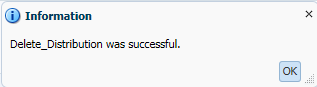 Information
Delete_Distribution was successful.
OK